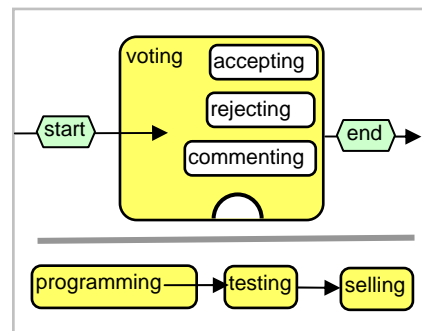 voting
accepting
rejecting
start
end
commenting
programming
testing
selling